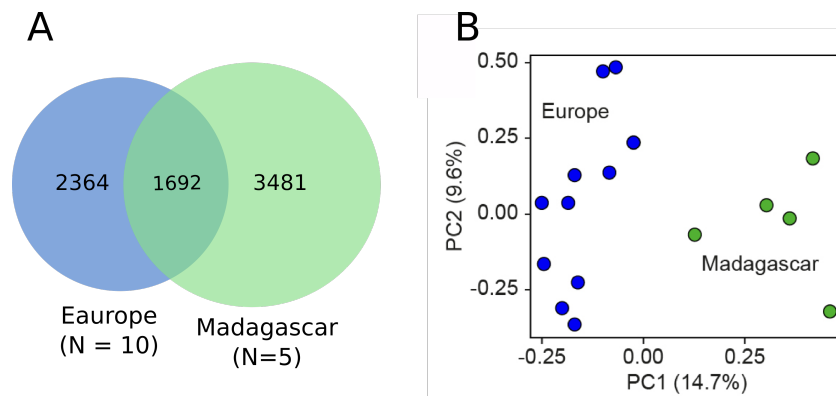 A
2364
1692
3481
Eaurope
(N = 10)
Madagascar
(N=5)
B
0.50
0.25
0.00
-0.25
PC2 (9.6%)
Europe
Madagascar
-0.25
0.00
0.25
PC1 (14.7%)